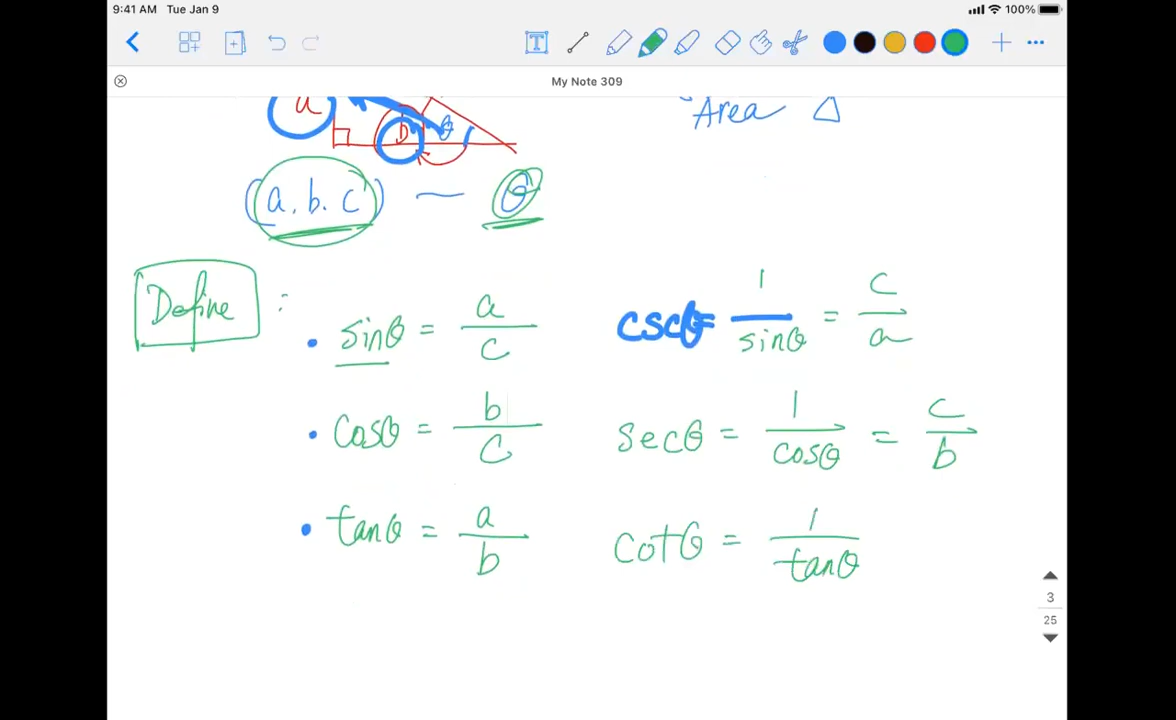 9:41 AM Tue Jan 9 100%
My Note 309
a
b θ
Area △
(a, b, c) ~ θ
Define :
• sinθ = a/c cscθ = 1/sinθ = c/a
• cosθ = b/c secθ = 1/cosθ = c/b
• tanθ = a/b cotθ = 1/tanθ
3
25